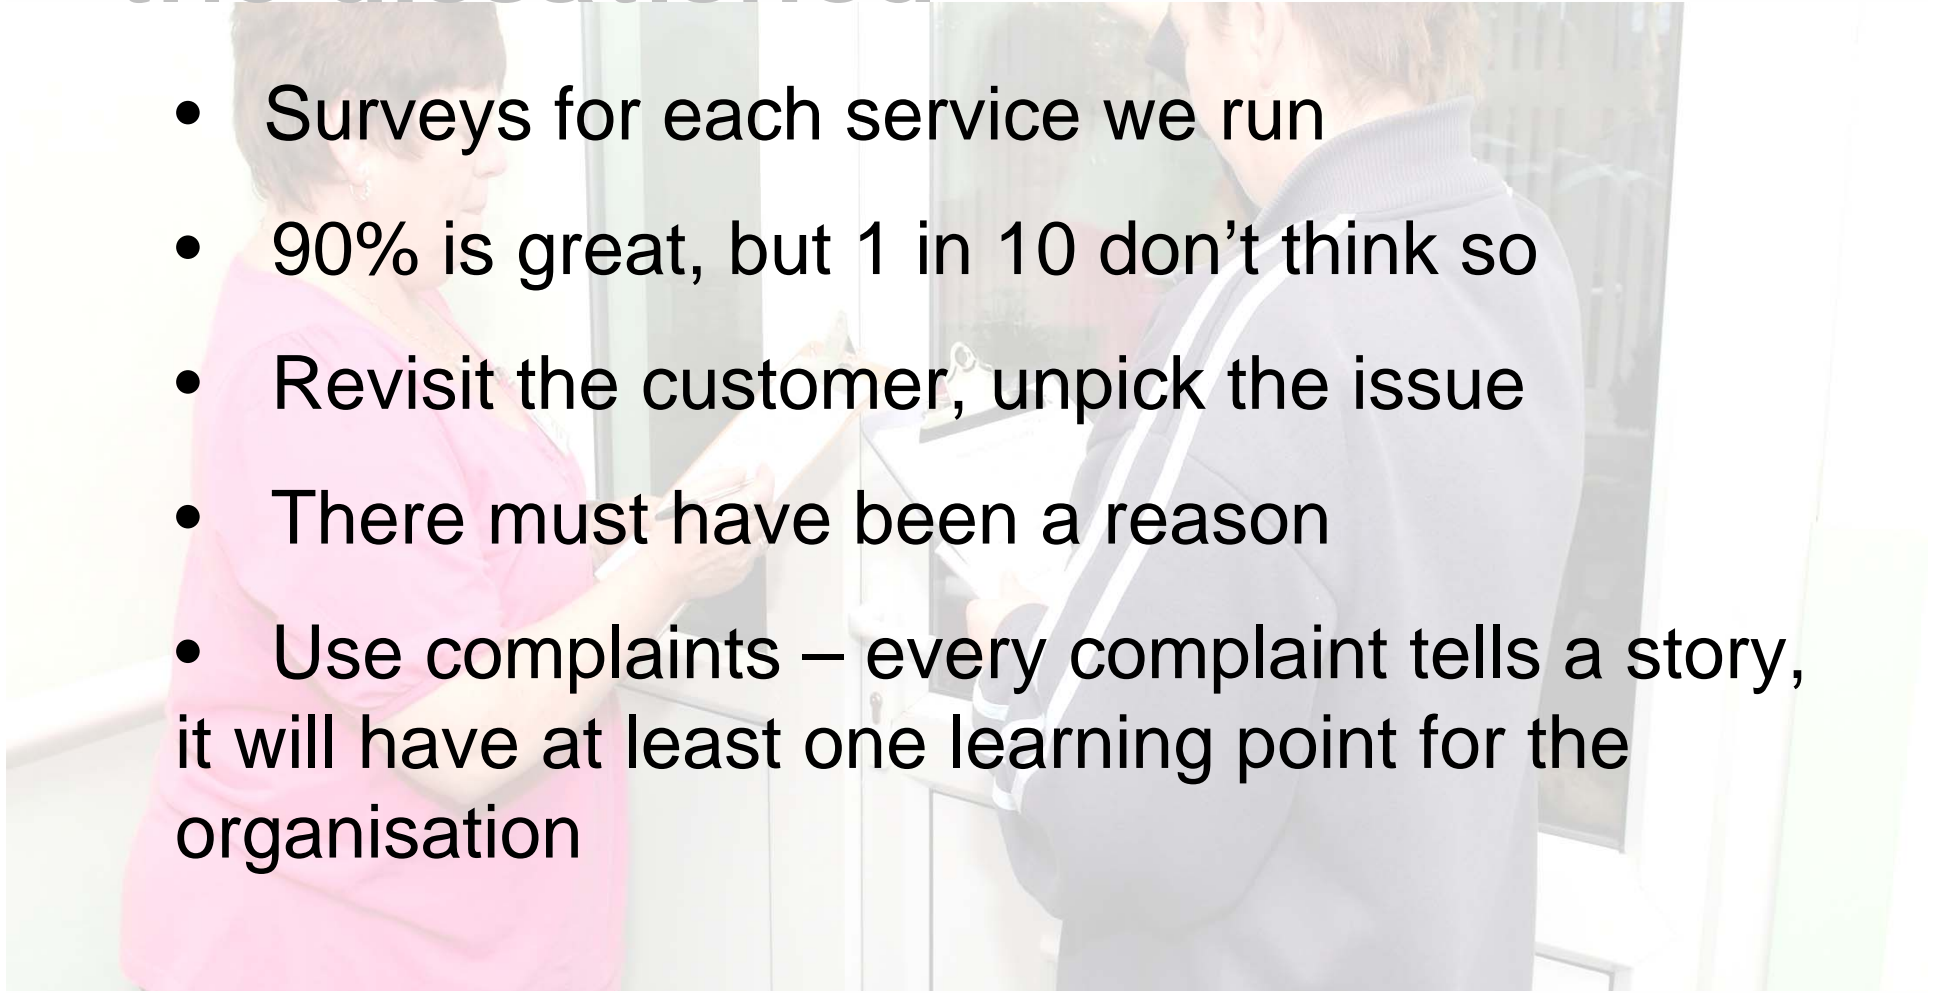 • Surveys for each service we run
• 90% is great, but 1 in 10 don’t think so
• Revisit the customer, unpick the issue
• There must have been a reason
• Use complaints – every complaint tells a story,
it will have at least one learning point for the
organisation